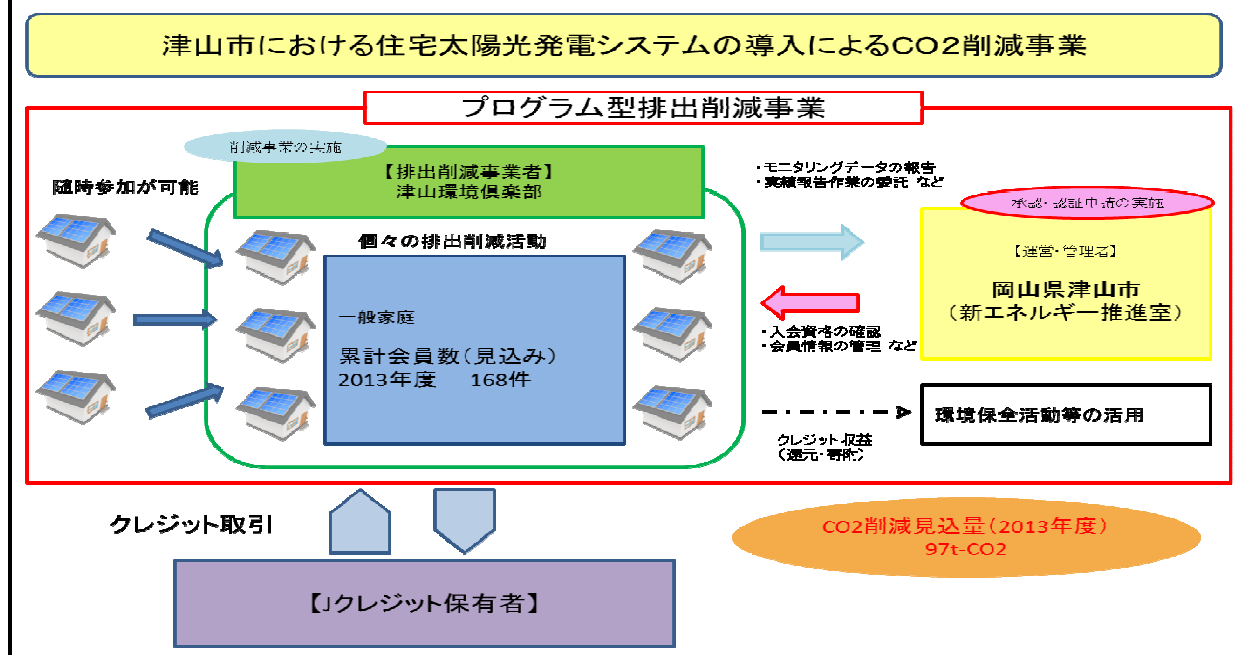 津山市における住宅太陽光発電システムの導入によるCO2削減事業
プログラム型排出削減事業
削減事業の実施
【排出削減事業者】
津山環境倶楽部
随時参加が可能
個々の排出削減活動
一般家庭
累計会員数（見込み）
2013年度　168件
・モニタリングデータの報告
・実績報告作業の委託 など
・入会資格の確認
・会員情報の管理 など
承認・認証申請の実施
【運営・管理者】
岡山県津山市
（新エネルギー推進室）
クレジット収益
（還元・寄附）
環境保全活動等の活用
クレジット取引
【Jクレジット保有者】
CO2削減見込量（2013年度）
97t-CO2